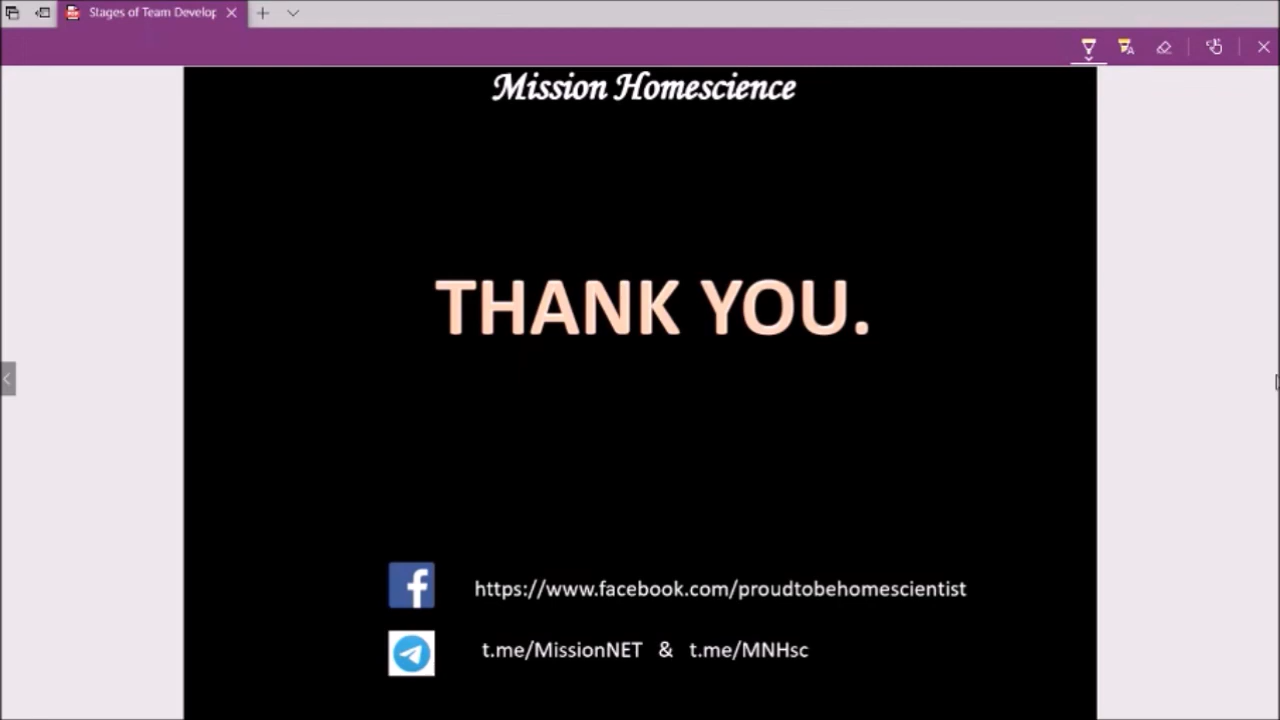 Stages of Team Develop
Mission Homescience
THANK YOU.
https://www.facebook.com/proudtobehomescientist
t.me/MissionNET & t.me/MNHsc